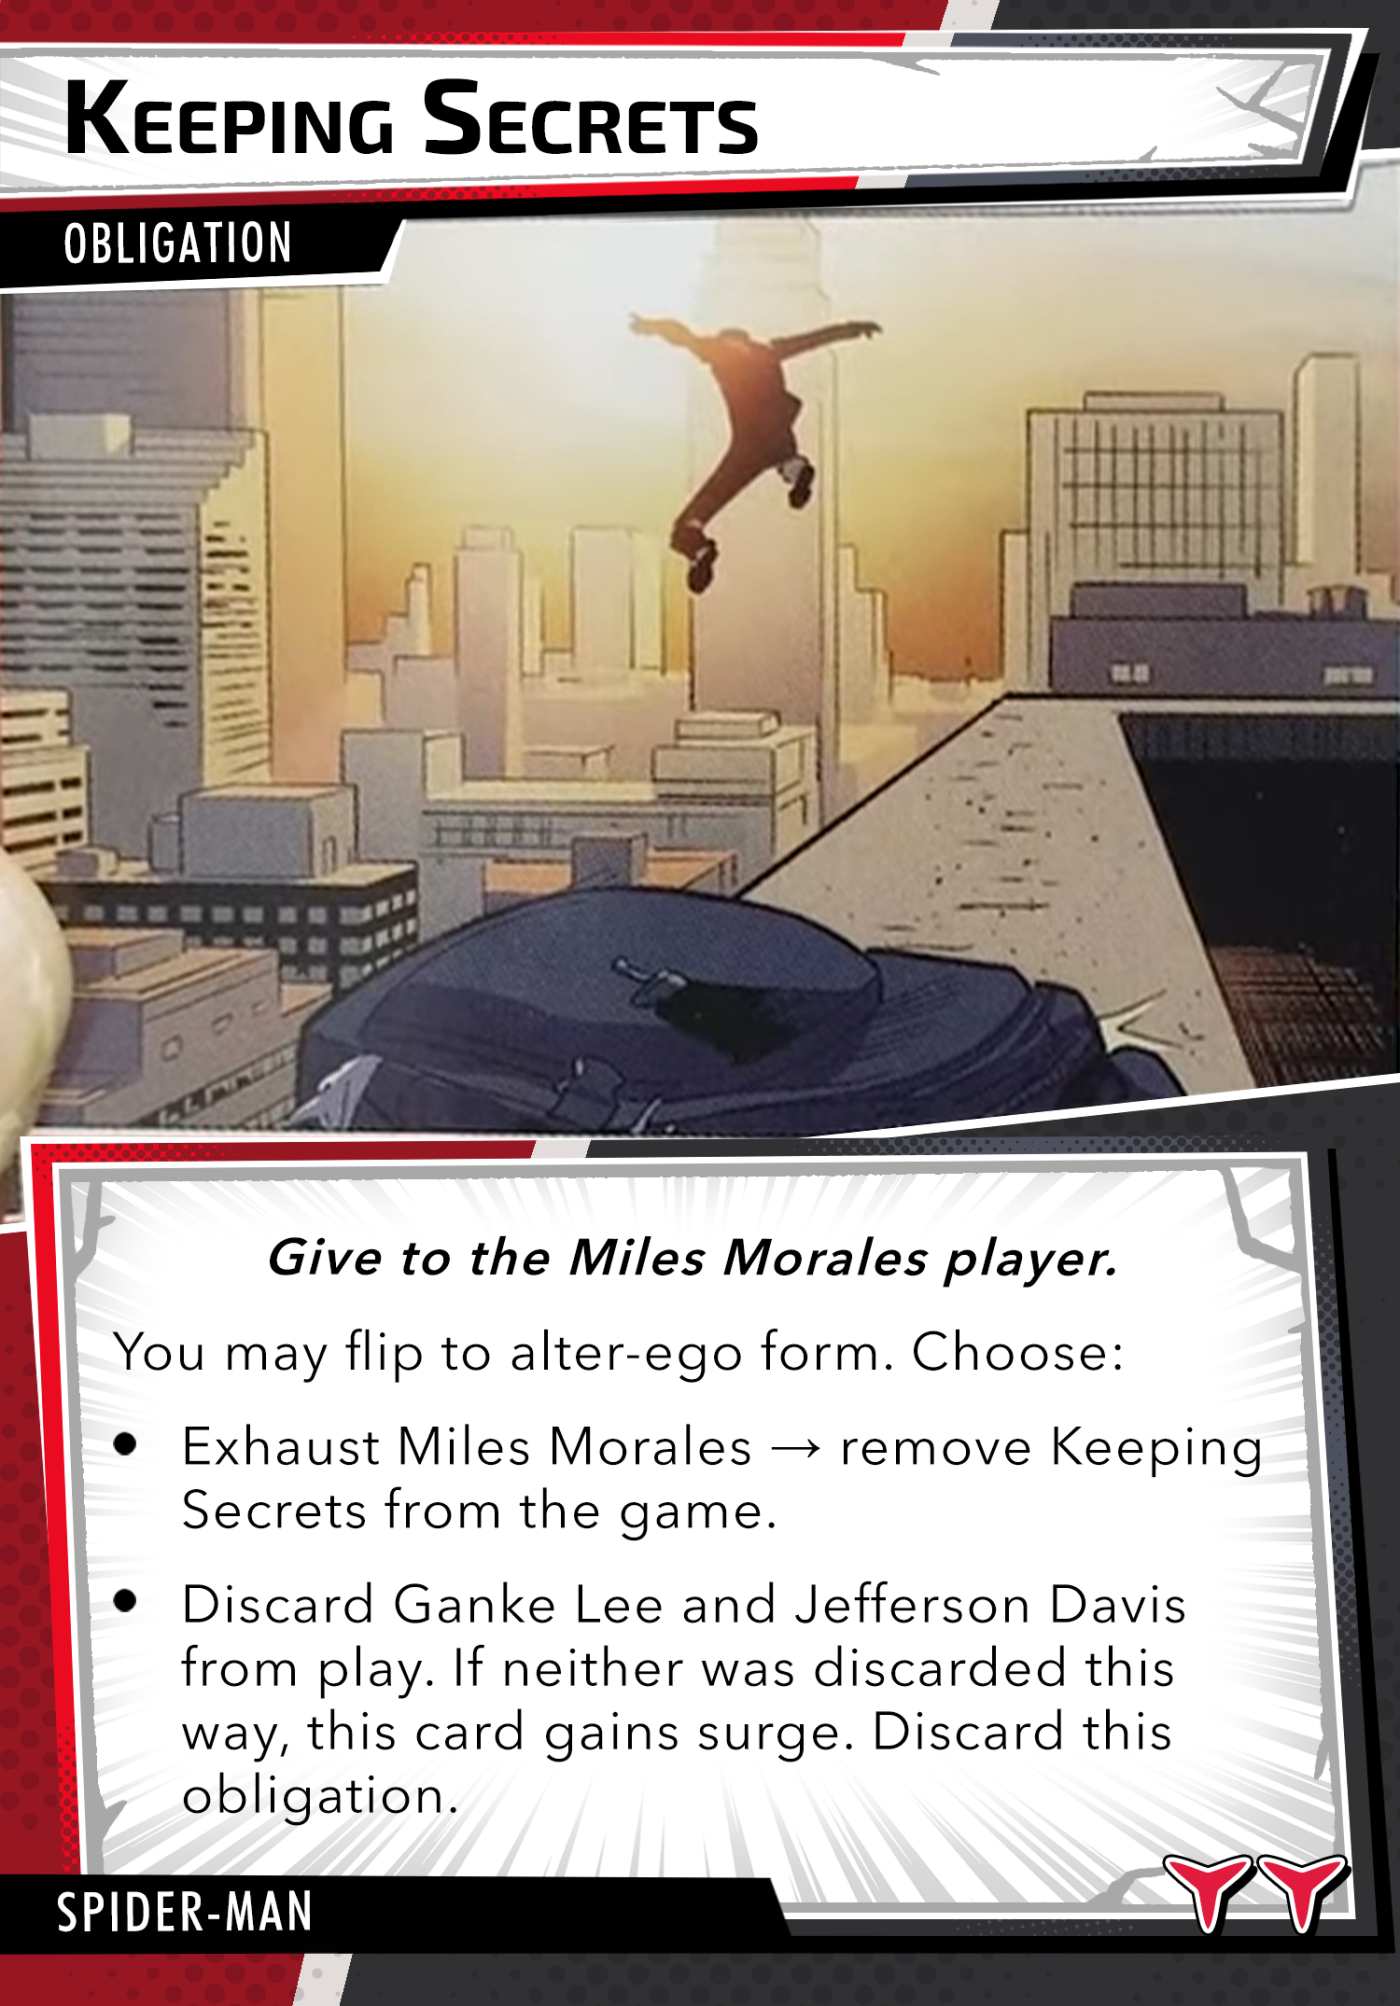 KEEPING SECRETS
OBLIGATION
Give to the Miles Morales player.
You may flip to alter-ego form. Choose:
• Exhaust Miles Morales → remove Keeping
Secrets from the game.
• Discard Ganke Lee and Jefferson Davis
from play. If neither was discarded this
way, this card gains surge. Discard this
obligation.
SPIDER-MAN